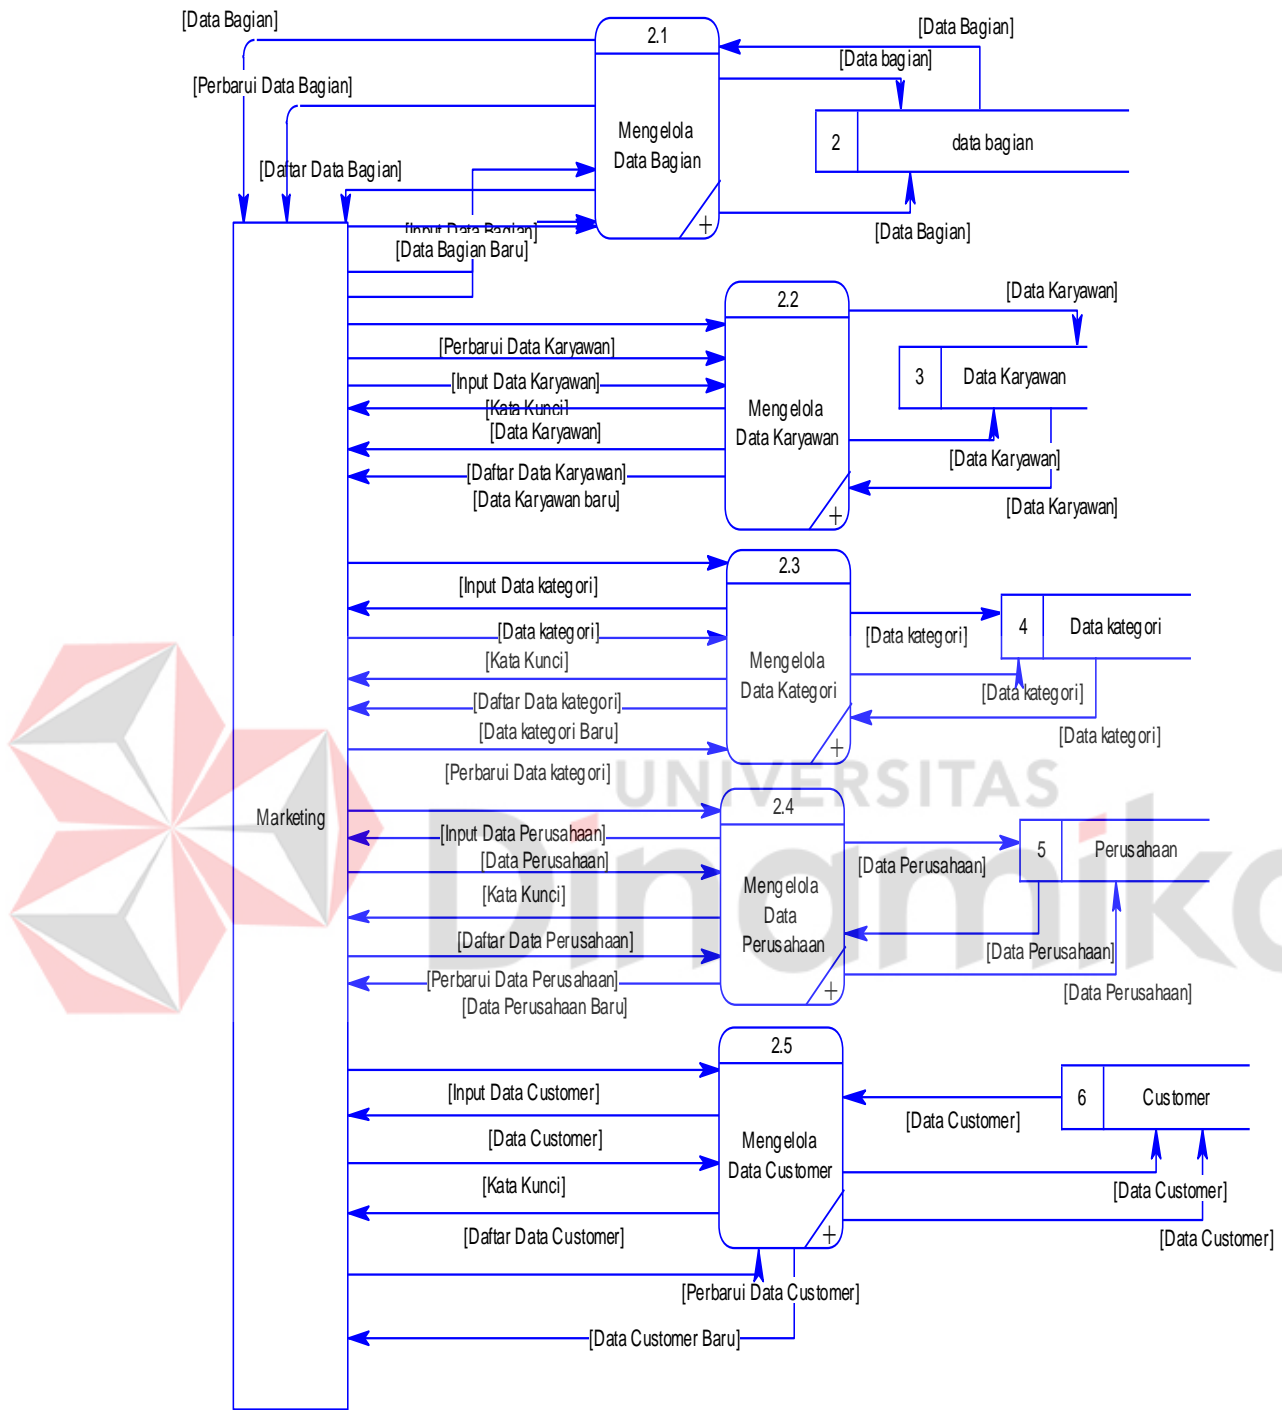 [Data Bagian]
2.1
[Data Bagian]
[Data bagian]
[Perbarui Data Bagian]
Mengelola
Data Bagian
2
data bagian
[Daftar Data Bagian]
[Input Data Bagian]
[Data Bagian]
[Data Bagian Baru]
2.2
[Data Karyawan]
[Perbarui Data Karyawan]
[Input Data Karyawan]
3
Data Karyawan
[Kata Kunci]
Mengelola
Data Karyawan
[Data Karyawan]
[Data Karyawan]
[Daftar Data Karyawan]
[Data Karyawan baru]
[Data Karyawan]
2.3
[Input Data kategori]
[Data kategori]
[Data kategori]
4
Data kategori
[Kata Kunci]
Mengelola
Data Kategori
[Data kategori]
[Daftar Data kategori]
[Data kategori Baru]
[Data kategori]
[Perbarui Data kategori]
UNIVERSITAS
Dinamika
2.4
Marketing
[Input Data Perusahaan]
[Data Perusahaan]
[Data Perusahaan]
5
Perusahaan
[Kata Kunci]
Mengelola
Data
Perusahaan
[Daftar Data Perusahaan]
[Data Perusahaan]
[Perbarui Data Perusahaan]
[Data Perusahaan]
[Data Perusahaan Baru]
2.5
[Input Data Customer]
6
Customer
[Data Customer]
[Data Customer]
Mengelola
Data Customer
[Kata Kunci]
[Data Customer]
[Daftar Data Customer]
[Data Customer]
[Perbarui Data Customer]
[Data Customer Baru]